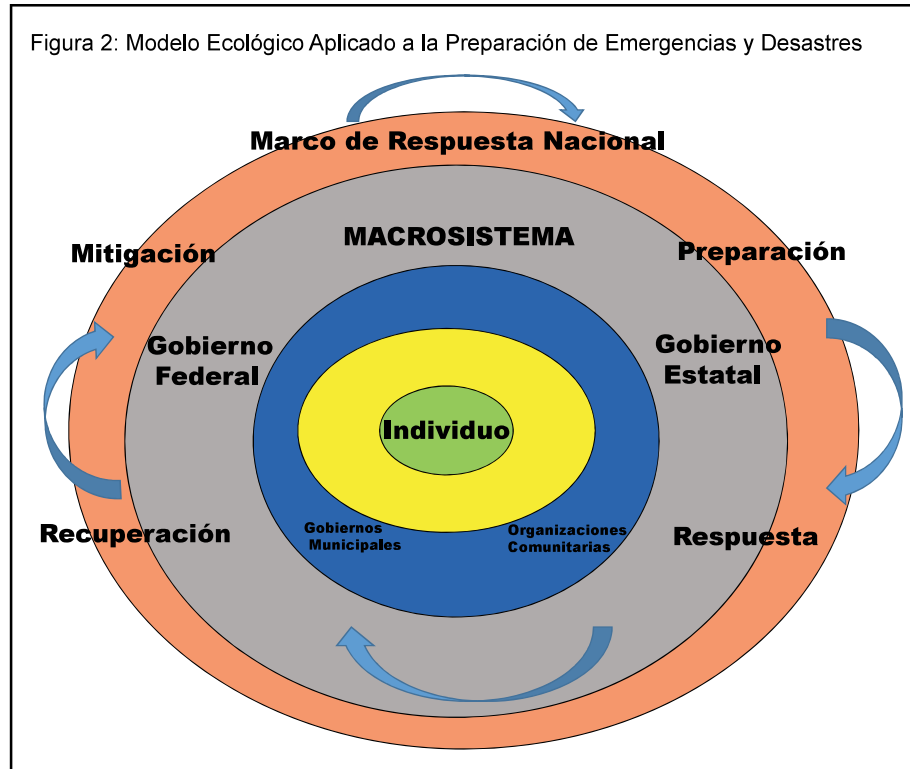 Figura 2: Modelo Ecológico Aplicado a la Preparación de Emergencias y Desastres
Marco de Respuesta Nacional
MACROSISTEMA
Mitigación
Preparación
Gobierno
Federal
Gobierno
Estatal
Individuo
Gobiernos
Municipales
Organizaciones
Comunitarias
Recuperación
Respuesta